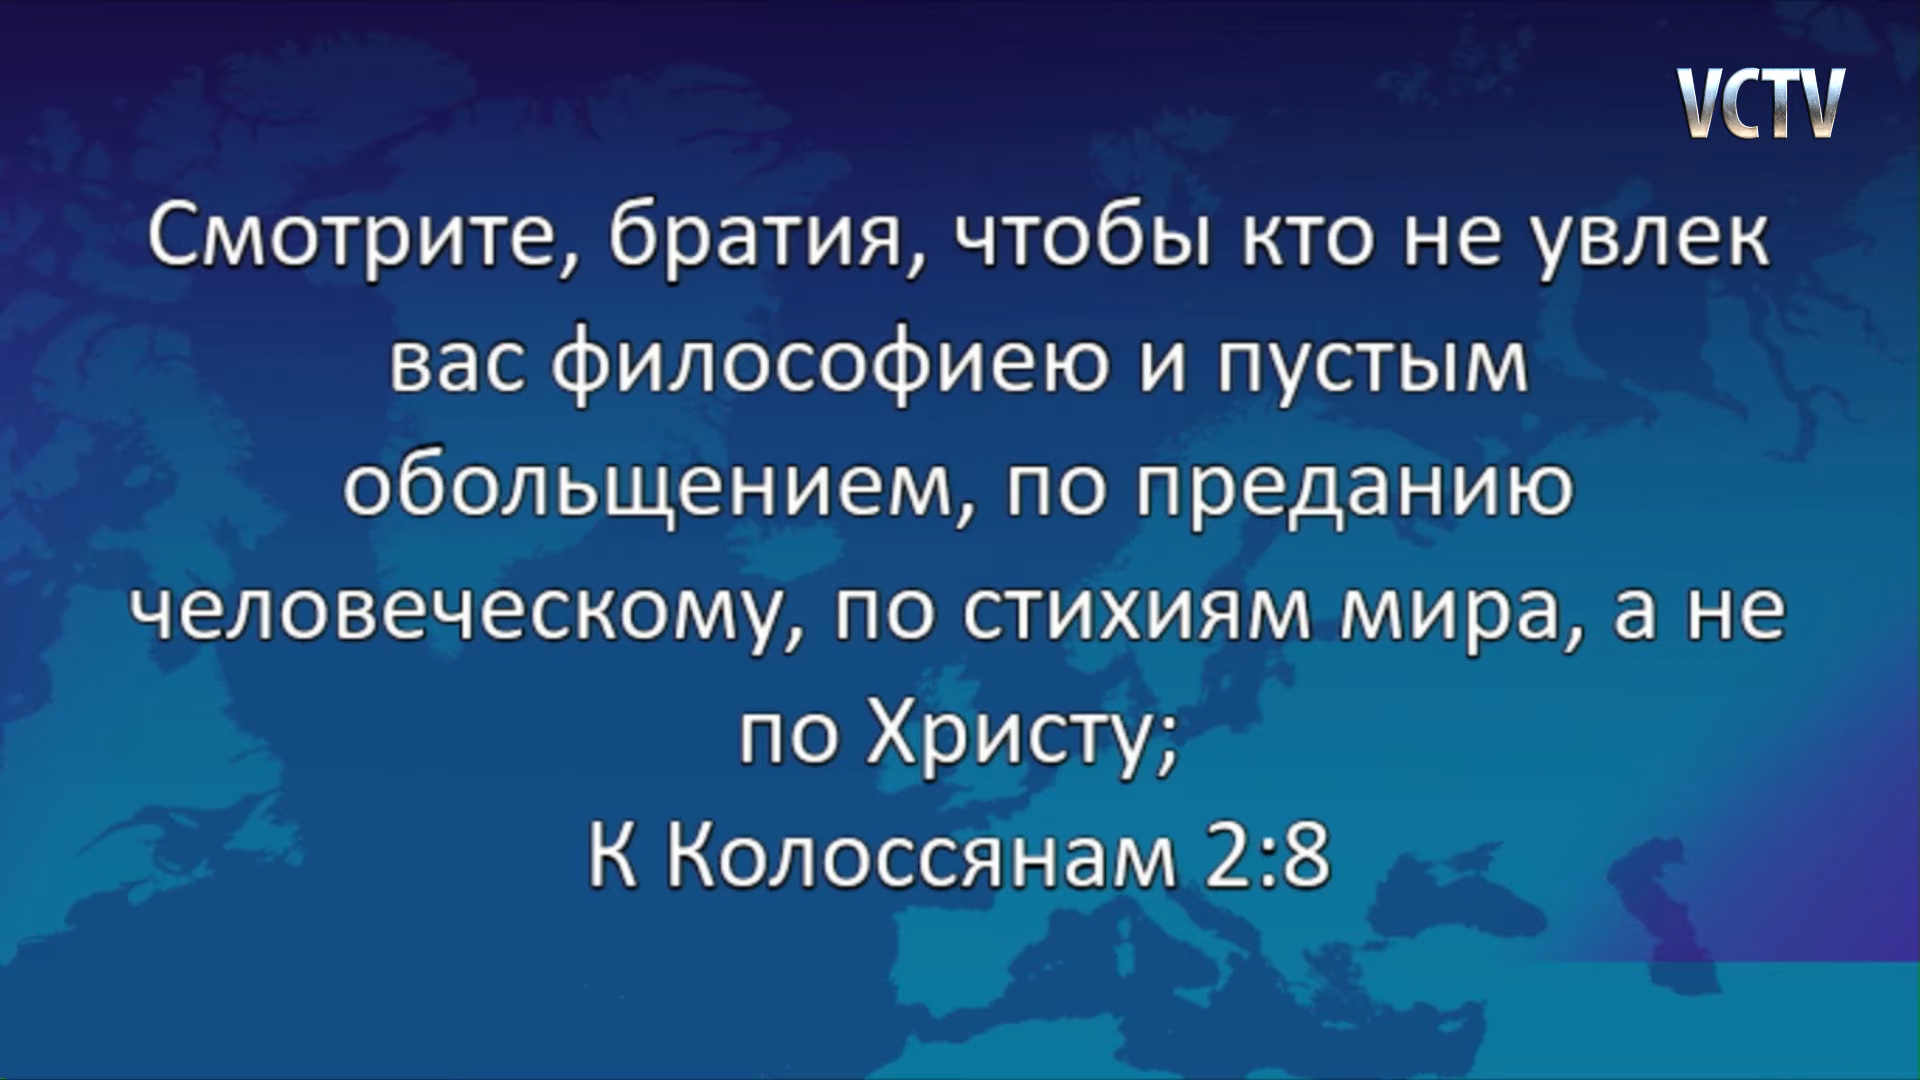 VCTV
Смотрите, братия, чтобы кто не увлек
вас философиею и пустым
обольщением, по преданию
человеческому, по стихиям мира, а не
по Христу;
К Колоссянам 2:8